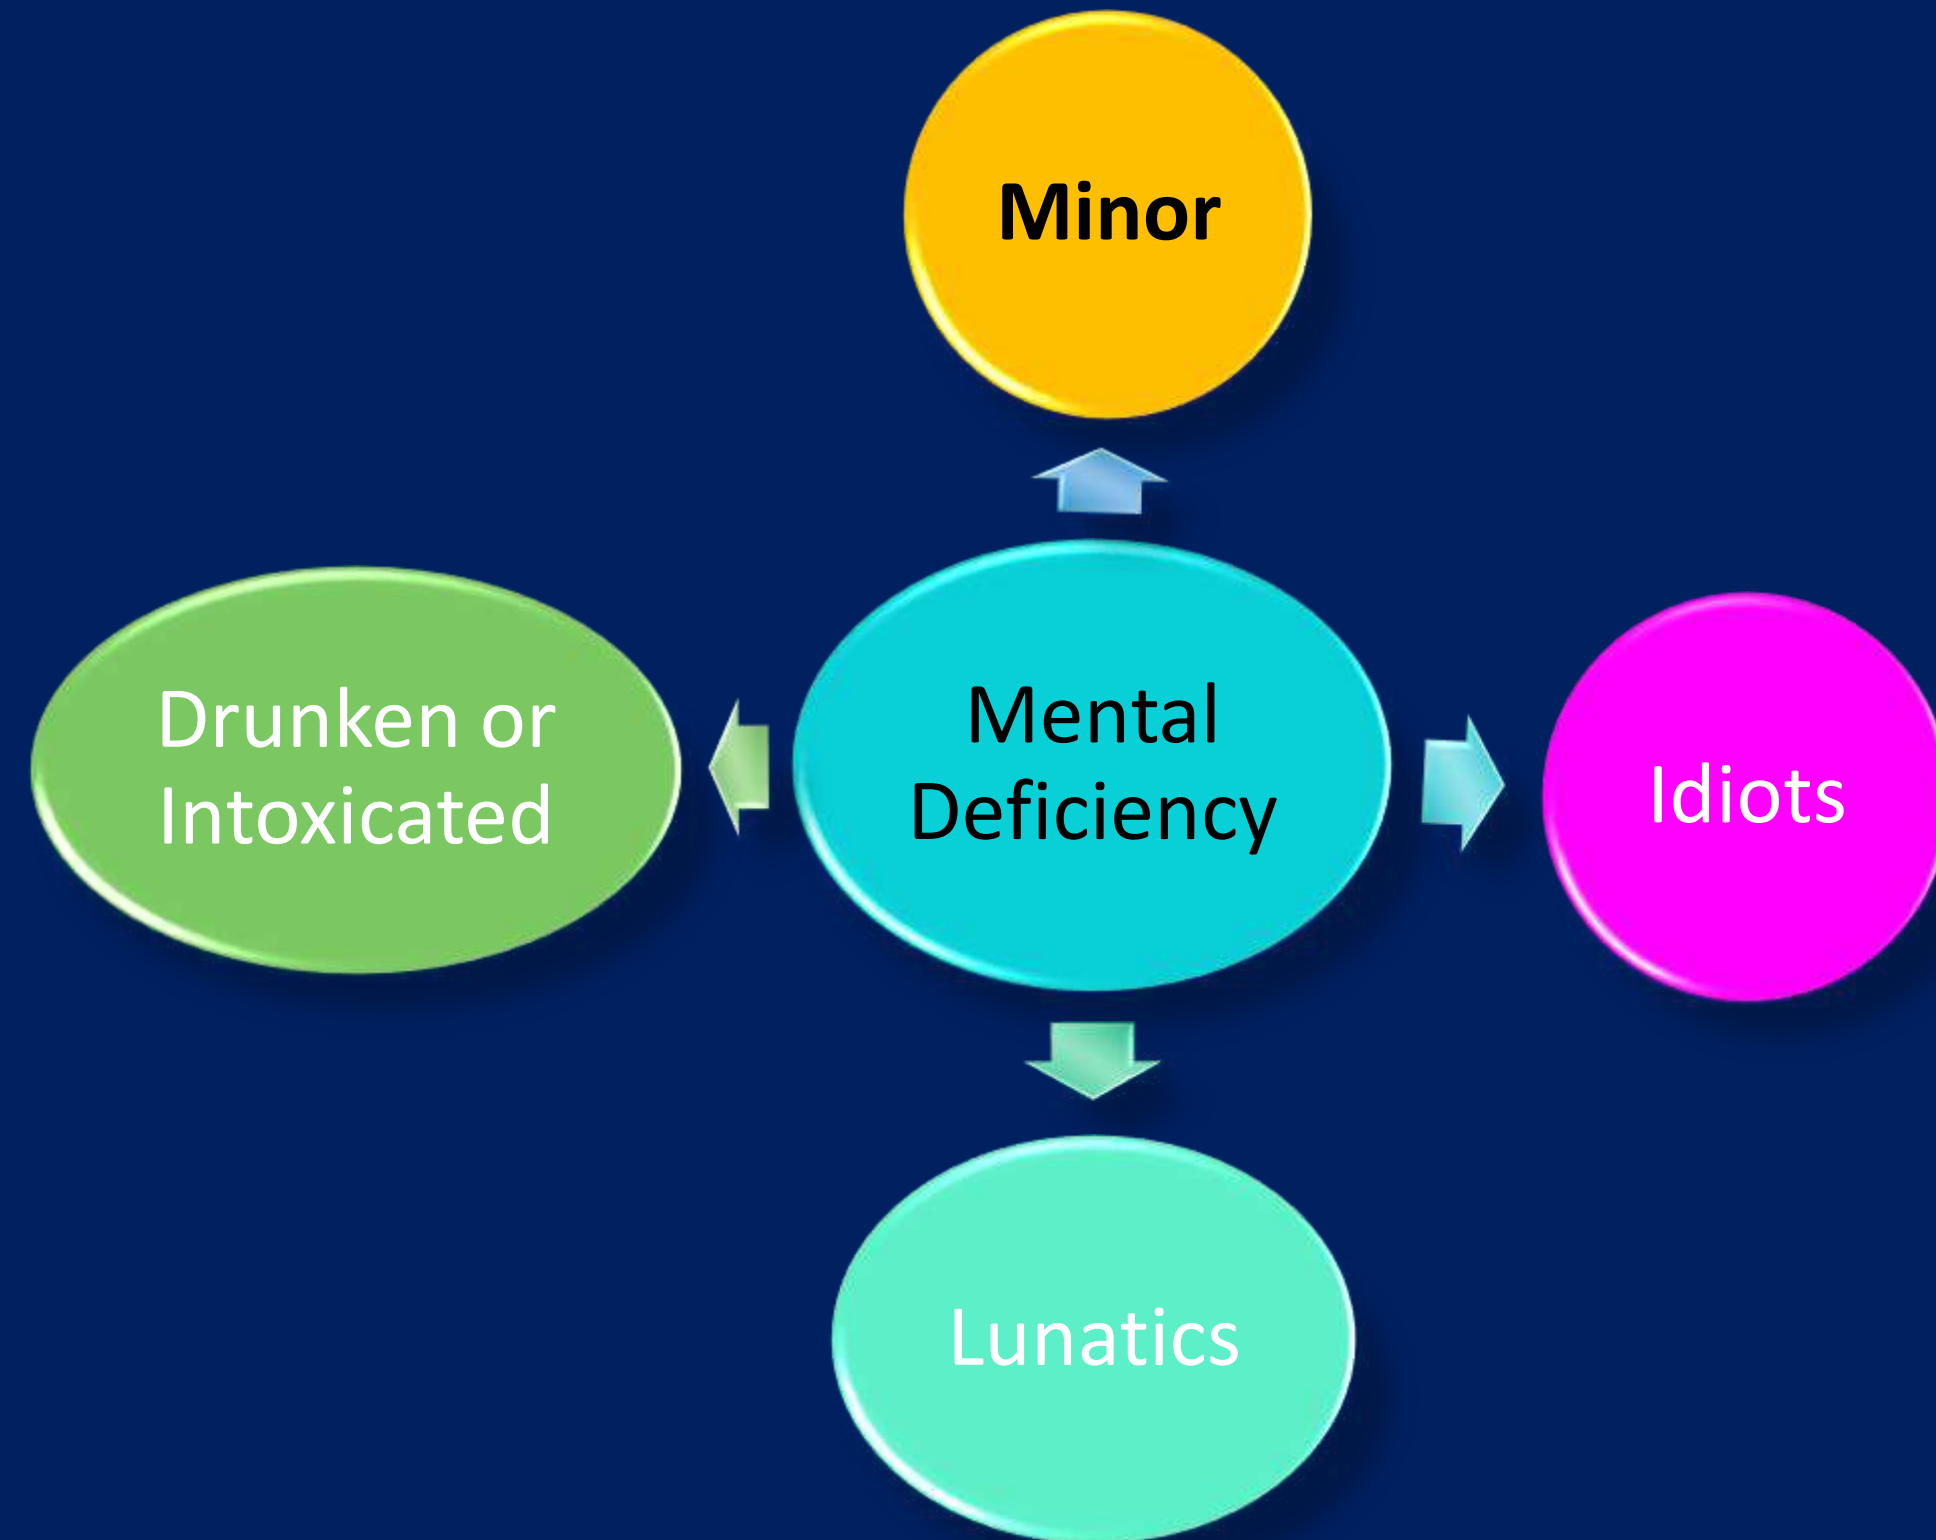 Minor
Drunken or
Intoxicated
Mental
Deficiency
Idiots
Lunatics